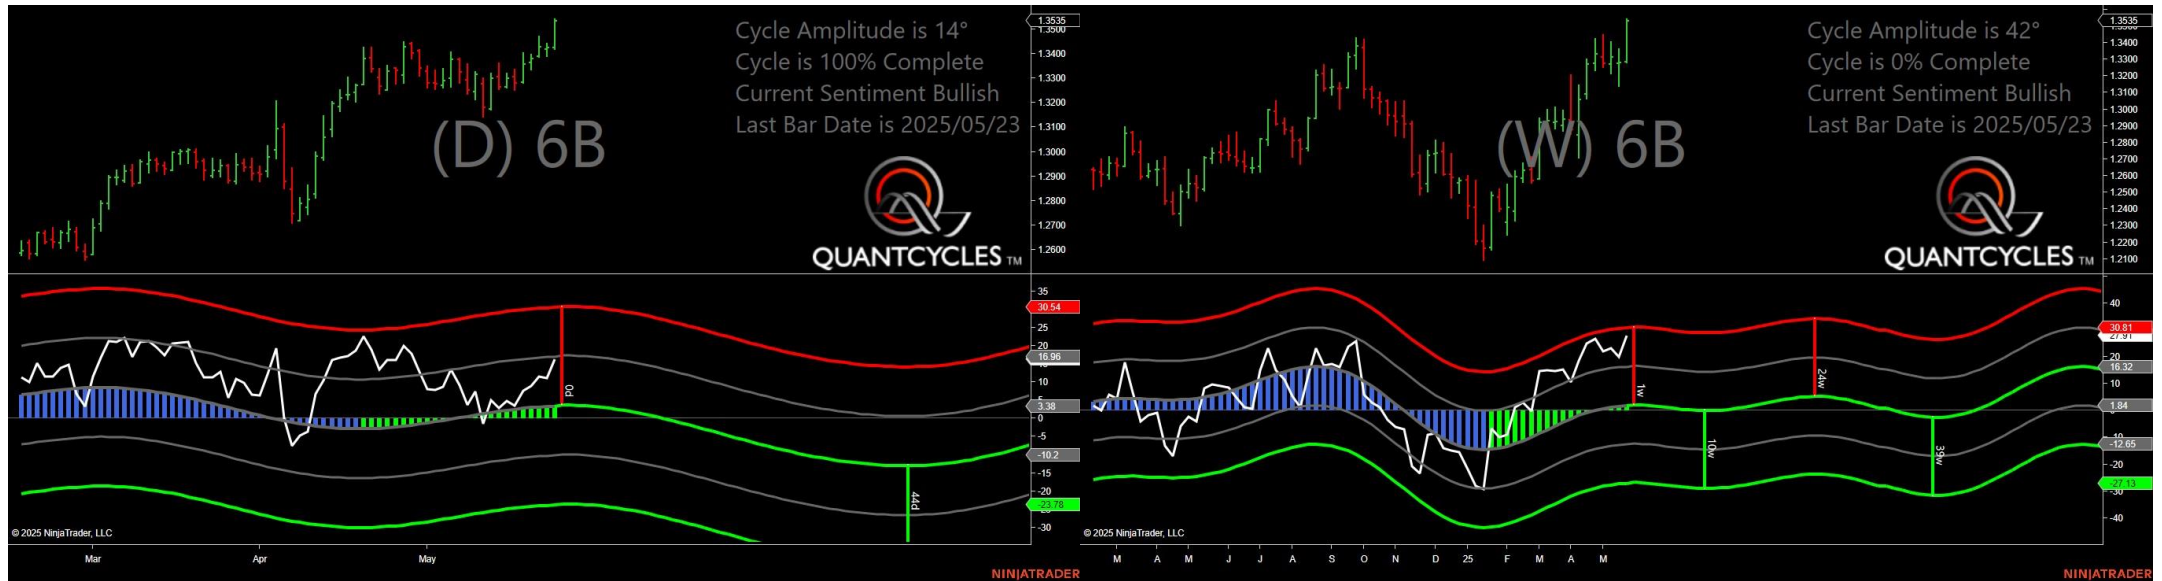 Cycle Amplitude is 14°
Cycle is 100% Complete
Current Sentiment Bullish
Last Bar Date is 2025/05/23
(D) 6B
QUANTCYCLES TM
1.3535
1.3500
1.3400
1.3300
1.3200
1.3100
1.3000
1.2900
1.2800
1.2700
1.2600
35
30.54
25
20
16.96
10
5
3.38
0
-5
-10.2
-15
-20
-23.78
-30
0d
44d
© 2025 NinjaTrader, LLC
Mar
Apr
May
NINJATRADER
Cycle Amplitude is 42°
Cycle is 0% Complete
Current Sentiment Bullish
Last Bar Date is 2025/05/23
(W) 6B
QUANTCYCLES TM
1.3535
1.3400
1.3300
1.3200
1.3100
1.3000
1.2900
1.2800
1.2700
1.2600
1.2500
1.2400
1.2300
1.2200
1.2100
40
30.81
27.91
20
16.32
10
1.84
-10
-12.65
-20
-27.13
-30
-40
1w
10w
24w
39w
© 2025 NinjaTrader, LLC
M
A
M
J
J
A
S
O
N
D
25
F
M
A
M
NINJATRADER